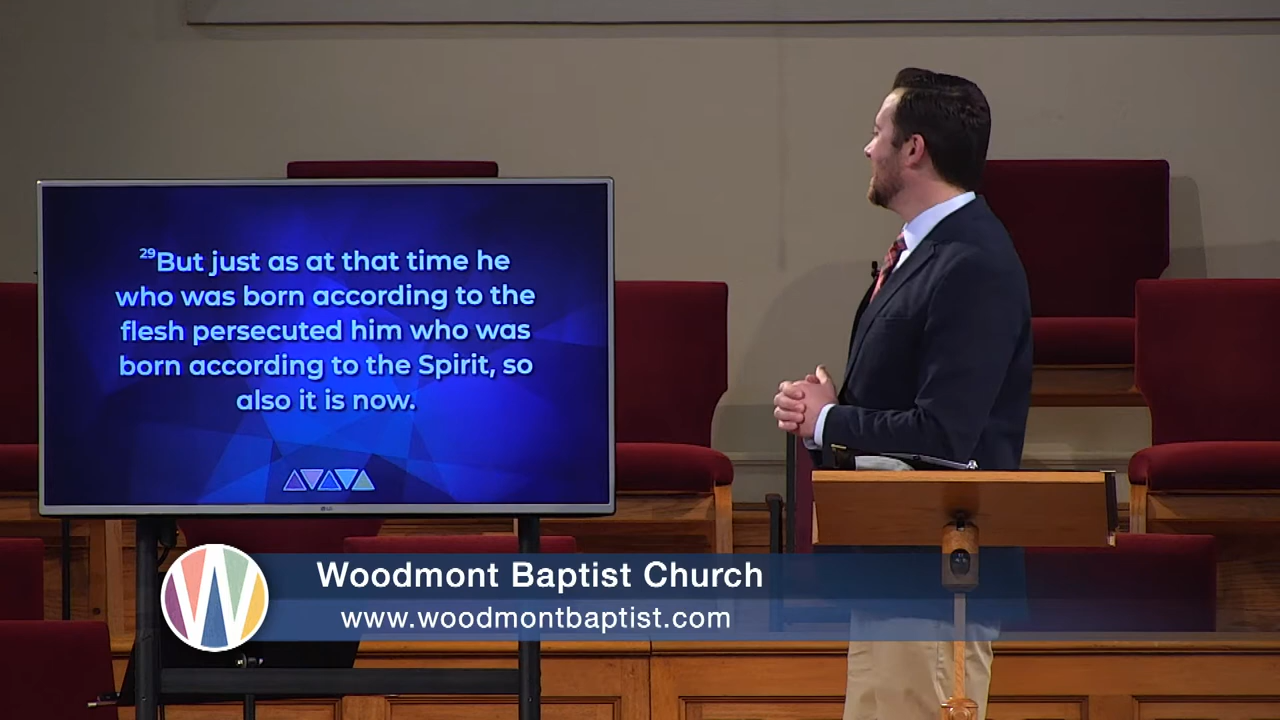 ²⁹But just as at that time he
who was born according to the
flesh persecuted him who was
born according to the Spirit, so
also it is now.
LG
W
Woodmont Baptist Church
www.woodmontbaptist.com